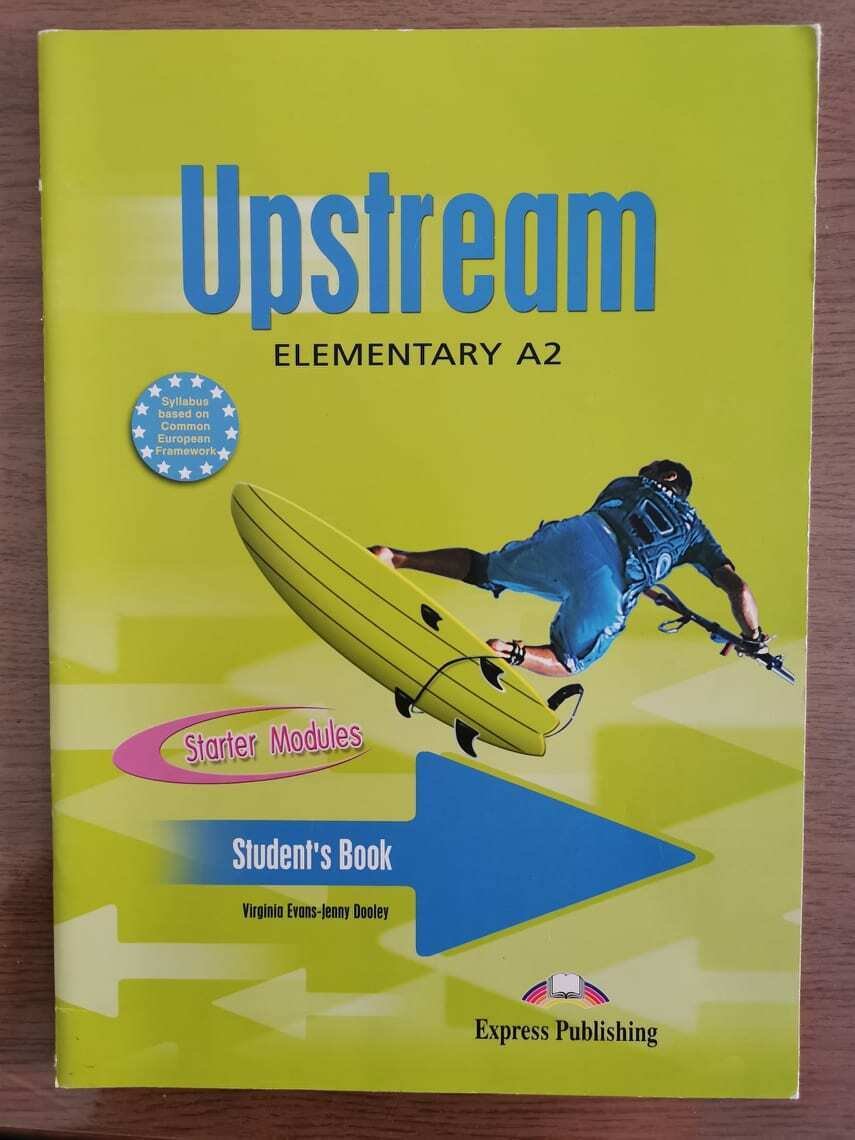 Upstream
ELEMENTARY A2
Syllabus
based on
Common
European
Framework
Starter Modules
Student's Book
Virginia Evans-Jenny Dooley
Express Publishing